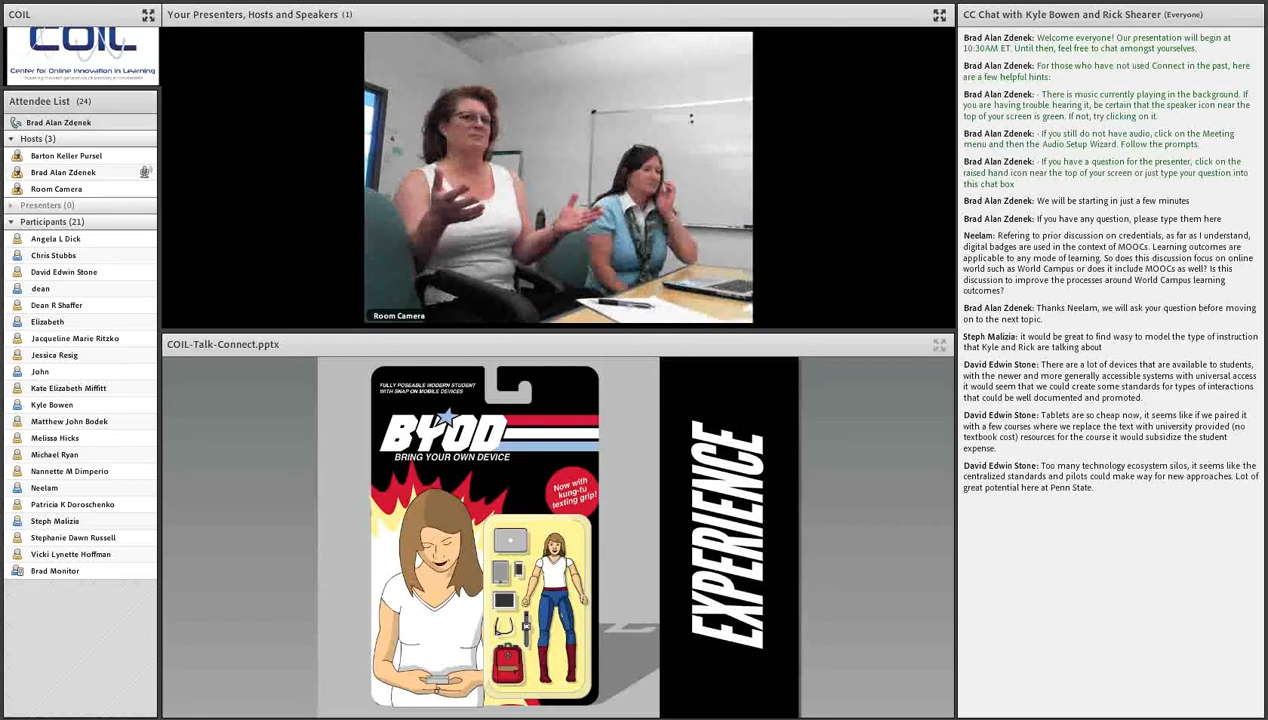 COIL
COIL
Center for Online Innovation in Learning
Attendee List (24)
Brad Alan Zdenek
Hosts (3)
Barton Keller Pursel
Brad Alan Zdenek
Room Camera
Presenters (0)
Participants (21)
Angela L Dick
Chris Stubbs
David Edwin Stone
dean
Dean R Shaffer
Elizabeth
Jacqueline Marie Ritzko
Jessica Resig
John
Kate Elizabeth Miffitt
Kyle Bowen
Matthew John Bodek
Melissa Hicks
Michael Ryan
Nannette M Dimperio
Neelam
Patricia K Doroschenko
Steph Malizia
Stephanie Dawn Russell
Vicki Lynette Hoffman
Brad Monitor
Your Presenters, Hosts and Speakers (1)
Room Camera
COIL-Talk-Connect.pptx
FULLY POSEABLE MODERN STUDENT
WITH SNAP ON MOBILE DEVICES
BYOD
BRING YOUR OWN DEVICE
Now with
kung-fu
texting grip!
EXPERIENCE
CC Chat with Kyle Bowen and Rick Shearer (Everyone)
Brad Alan Zdenek: Welcome everyone! Our presentation will begin at
10:30AM ET. Until then, feel free to chat amongst yourselves.
Brad Alan Zdenek: For those who have not used Connect in the past, here
are a few helpful hints:
Brad Alan Zdenek: · There is music currently playing in the background. If
you are having trouble hearing it, be certain that the speaker icon near the
top of your screen is green. If not, try clicking on it.
Brad Alan Zdenek: · If you still do not have audio, click on the Meeting
menu and then the Audio Setup Wizard. Follow the prompts.
Brad Alan Zdenek: · If you have a question for the presenter, click on the
raised hand icon near the top of your screen or just type your question into
this chat box
Brad Alan Zdenek: We will be starting in just a few minutes
Brad Alan Zdenek: If you have any question, please type them here
Neelam: Refering to prior discussion on credentials, as far as I understand,
digital badges are used in the context of MOOCs. Learning outcomes are
applicable to any mode of learning. So does this discussion focus on online
world such as World Campus or does it include MOOCs as well? Is this
discussion to improve the processes around World Campus learning
outcomes?
Brad Alan Zdenek: Thanks Neelam, we will ask your question before moving
on to the next topic.
Steph Malizia: it would be great to find wasy to model the type of instruction
that Kyle and Rick are talking about
David Edwin Stone: There are a lot of devices that are available to students,
with the newer and more generally accessible systems with universal access
it would seem that we could create some standards for types of interactions
that could be well documented and promoted.
David Edwin Stone: Tablets are so cheap now, it seems like if we paired it
with a few courses where we replace the text with university provided (no
textbook cost) resources for the course it would subsidize the student
expense.
David Edwin Stone: Too many technology ecosystem silos, it seems like the
centralized standards and pilots could make way for new approaches. Lot of
great potential here at Penn State.